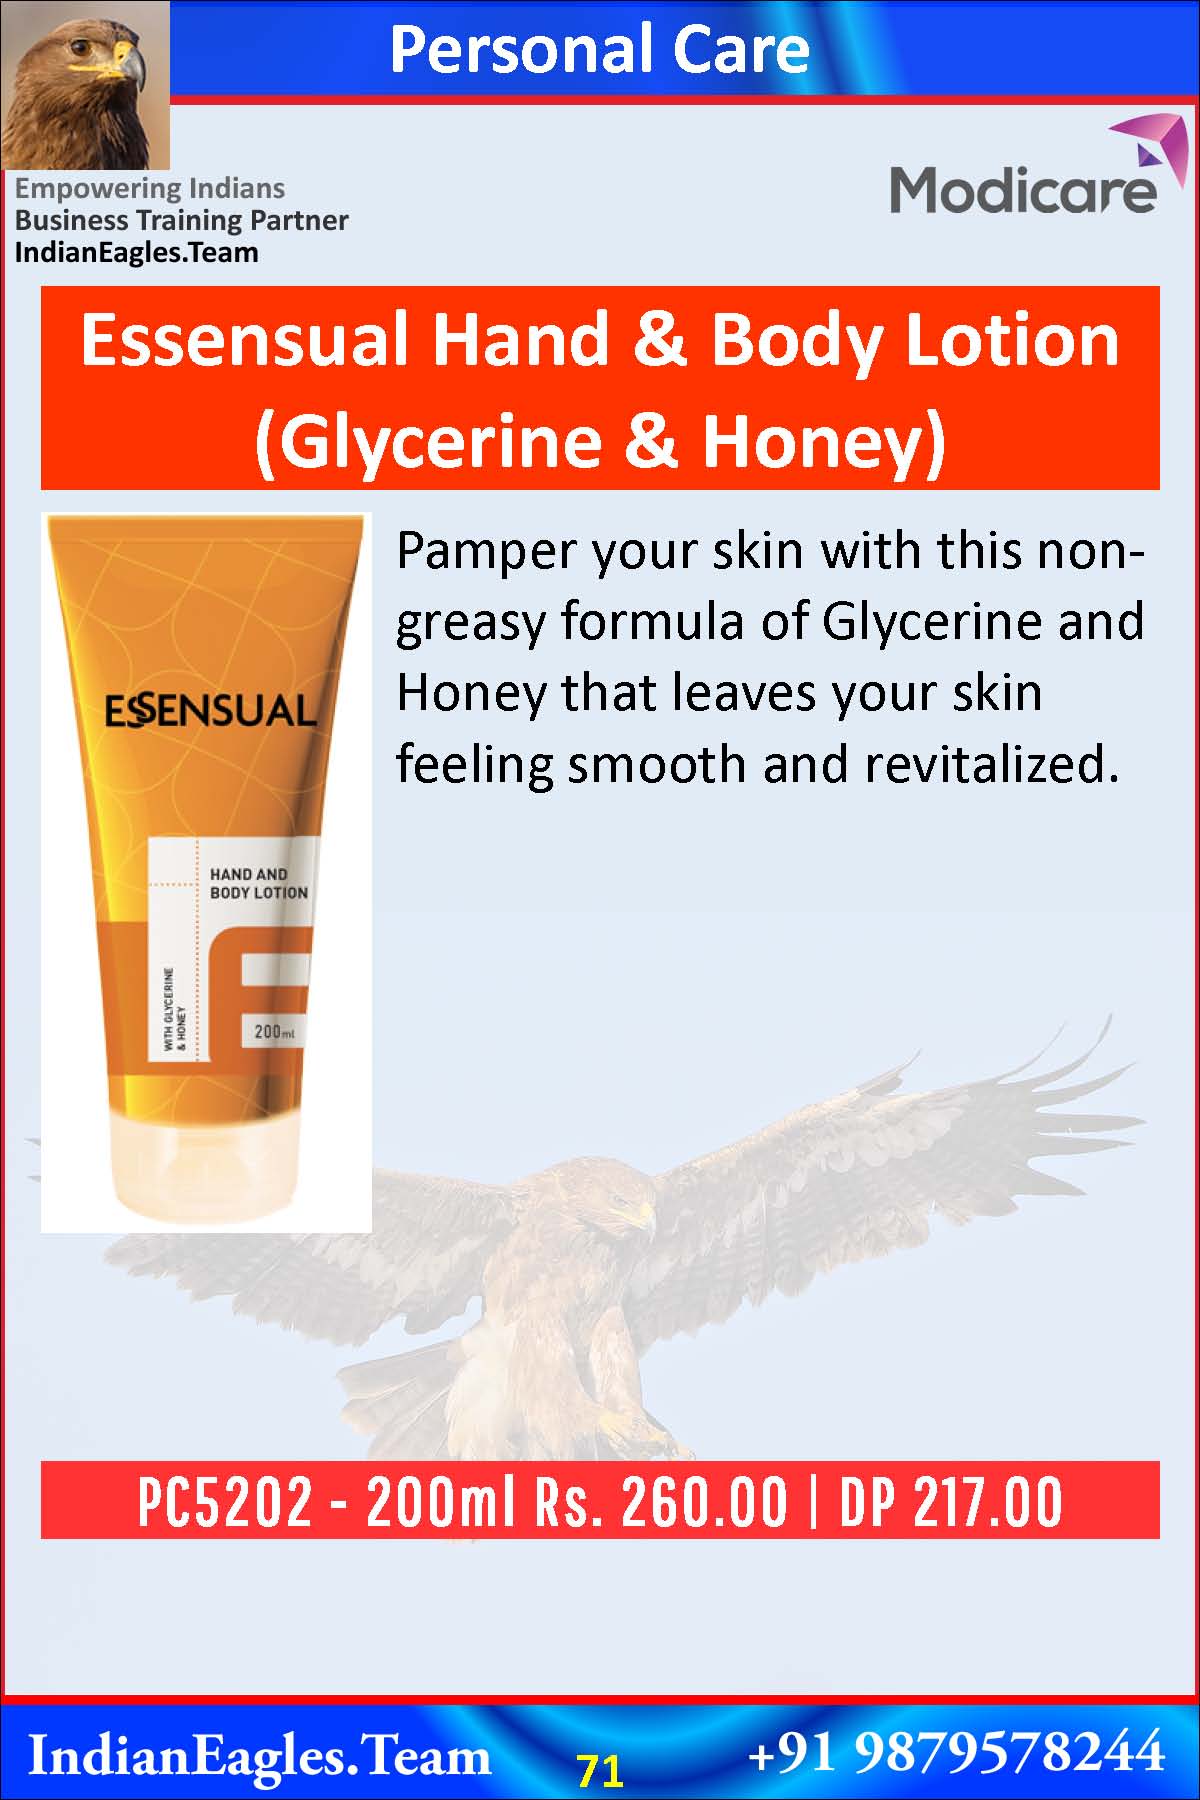 Personal Care
Empowering Indians
Business Training Partner
IndianEagles.Team
Modicare
Essensual Hand & Body Lotion
(Glycerine & Honey)
Pamper your skin with this non-
greasy formula of Glycerine and
Honey that leaves your skin
feeling smooth and revitalized.
ESSENSUAL
HAND AND
BODY LOTION
WITH GLYCERINE
& HONEY
200ml
PC5202 - 200ml Rs. 260.00 | DP 217.00
IndianEagles.Team
71
+91 9879578244